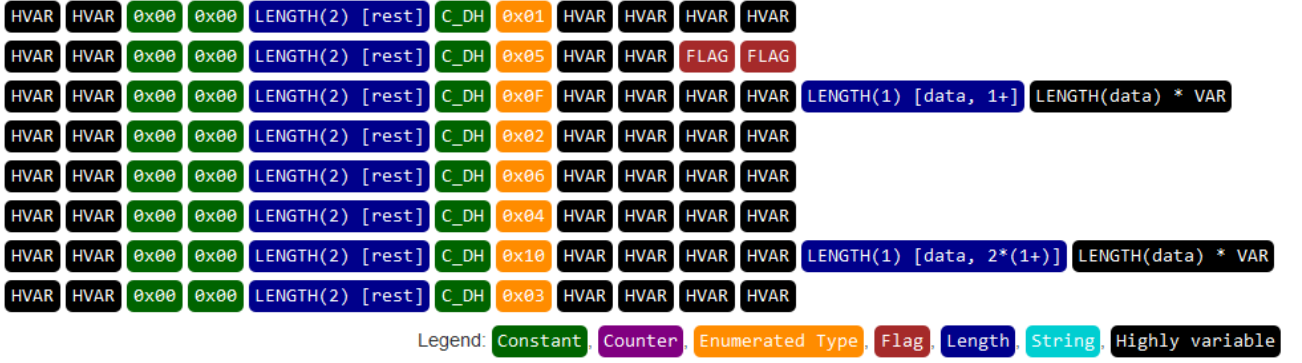 HVAR HVAR 0x00 0x00 LENGTH(2) [rest] C_DH 0x01 HVAR HVAR HVAR HVAR
HVAR HVAR 0x00 0x00 LENGTH(2) [rest] C_DH 0x05 HVAR HVAR FLAG FLAG
HVAR HVAR 0x00 0x00 LENGTH(2) [rest] C_DH 0x0F HVAR HVAR HVAR HVAR LENGTH(1) [data, 1+] LENGTH(data) * VAR
HVAR HVAR 0x00 0x00 LENGTH(2) [rest] C_DH 0x02 HVAR HVAR HVAR HVAR
HVAR HVAR 0x00 0x00 LENGTH(2) [rest] C_DH 0x06 HVAR HVAR HVAR HVAR
HVAR HVAR 0x00 0x00 LENGTH(2) [rest] C_DH 0x04 HVAR HVAR HVAR HVAR
HVAR HVAR 0x00 0x00 LENGTH(2) [rest] C_DH 0x10 HVAR HVAR HVAR HVAR LENGTH(1) [data, 2*(1+)] LENGTH(data) * VAR
HVAR HVAR 0x00 0x00 LENGTH(2) [rest] C_DH 0x03 HVAR HVAR HVAR HVAR
Legend: Constant, Counter, Enumerated Type, Flag, Length, String, Highly variable